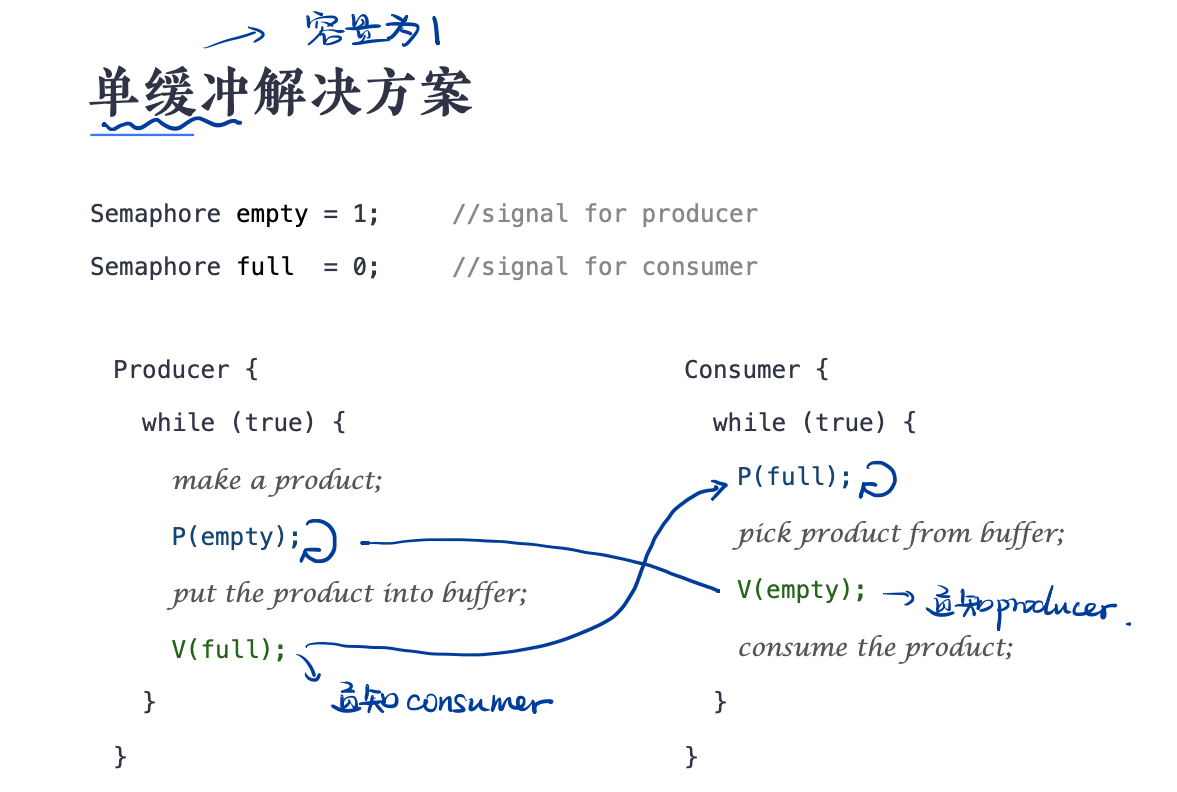 容量为1
单缓冲解决方案
Semaphore empty = 1;     //signal for producer
Semaphore full  = 0;     //signal for consumer
Producer {
while (true) {
make a product;
P(empty);
put the product into buffer;
V(full);
通知consumer
}
}
Consumer {
while (true) {
P(full);
pick product from buffer;
V(empty);
通知producer.
consume the product;
}
}